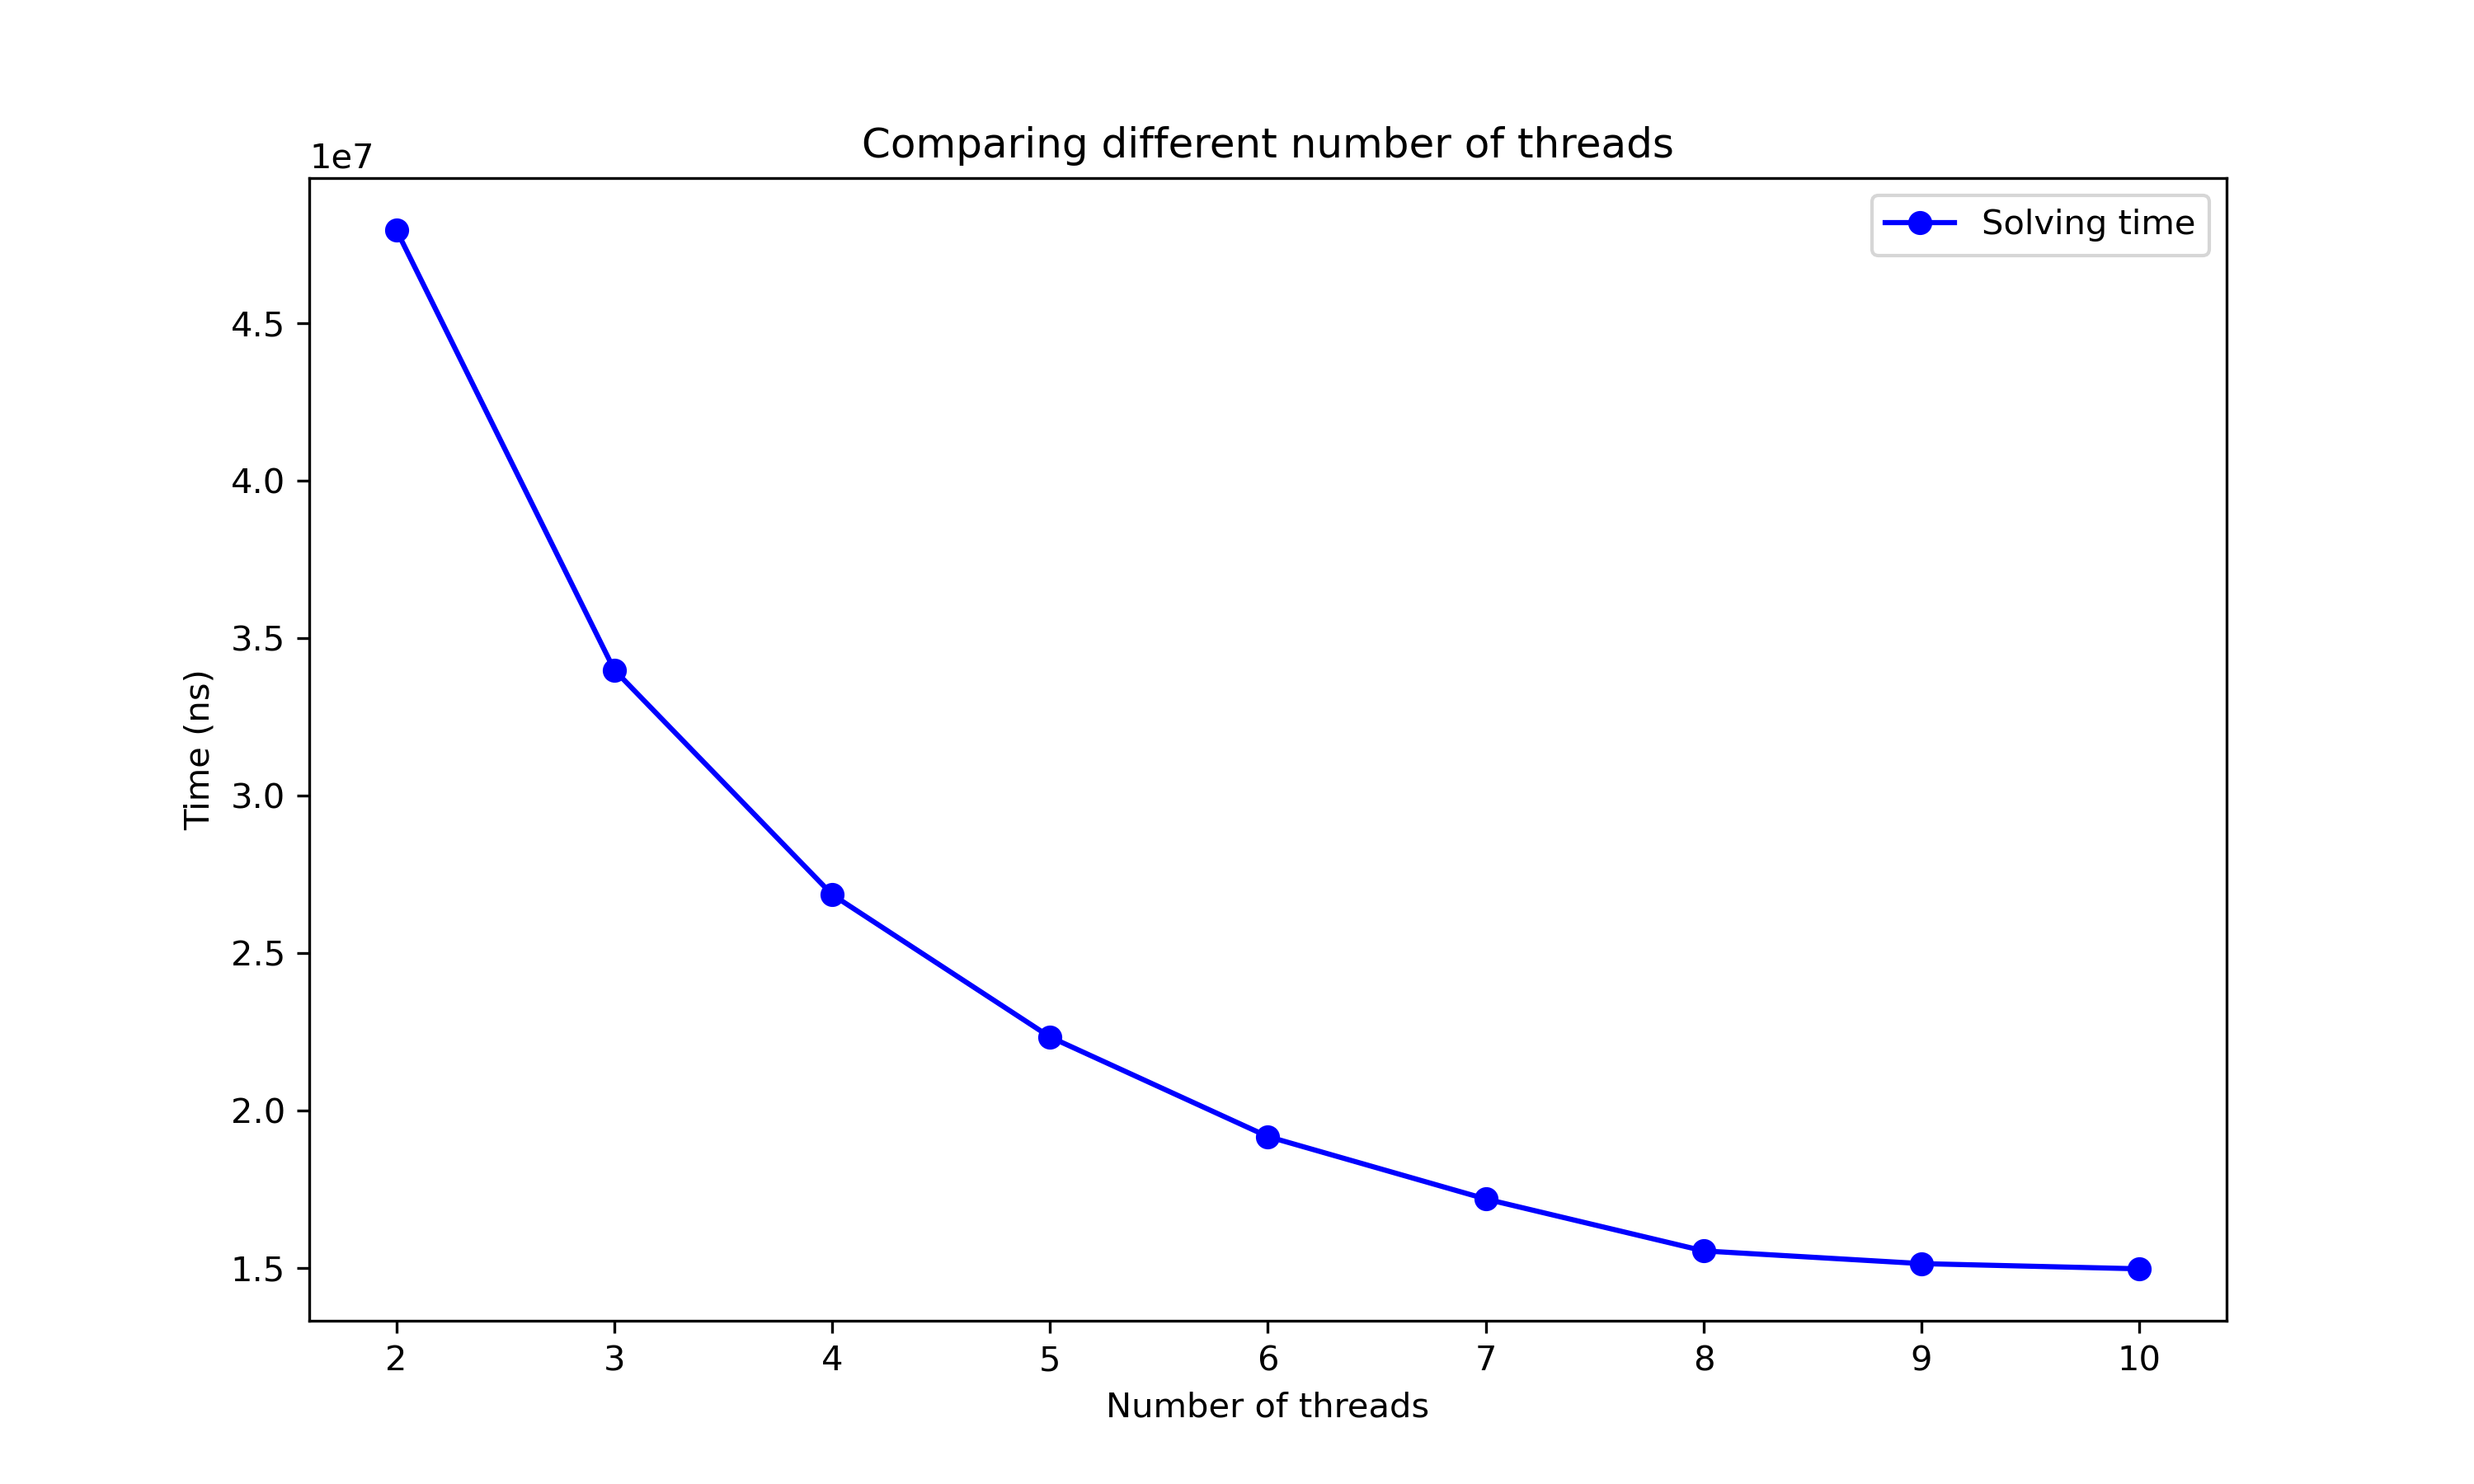 Comparing different number of threads
1e7
Solving time
4.5
4.0
3.5
3.0
2.5
2.0
1.5
Time (ns)
2 3 4 5 6 7 8 9 10
Number of threads